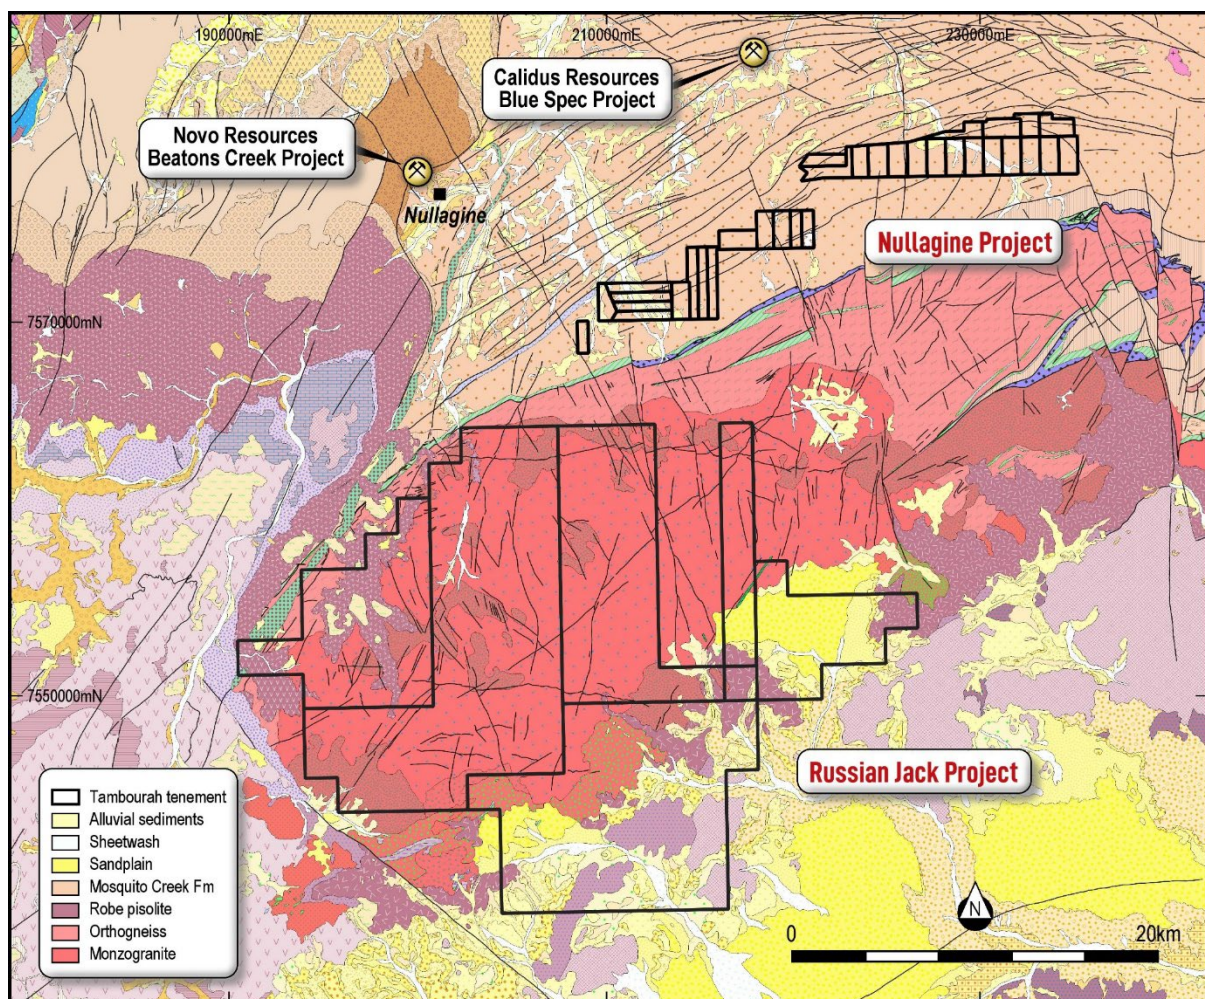 190000mE
210000mE
230000mE
Calidus Resources
Blue Spec Project
Novo Resources
Beatons Creek Project
Nullagine
Nullagine Project
7570000mN
7550000mN
Russian Jack Project
Tambourah tenement
Alluvial sediments
Sheetwash
Sandplain
Mosquito Creek Fm
Robe pisolite
Orthogneiss
Monzogranite
N
0
20km